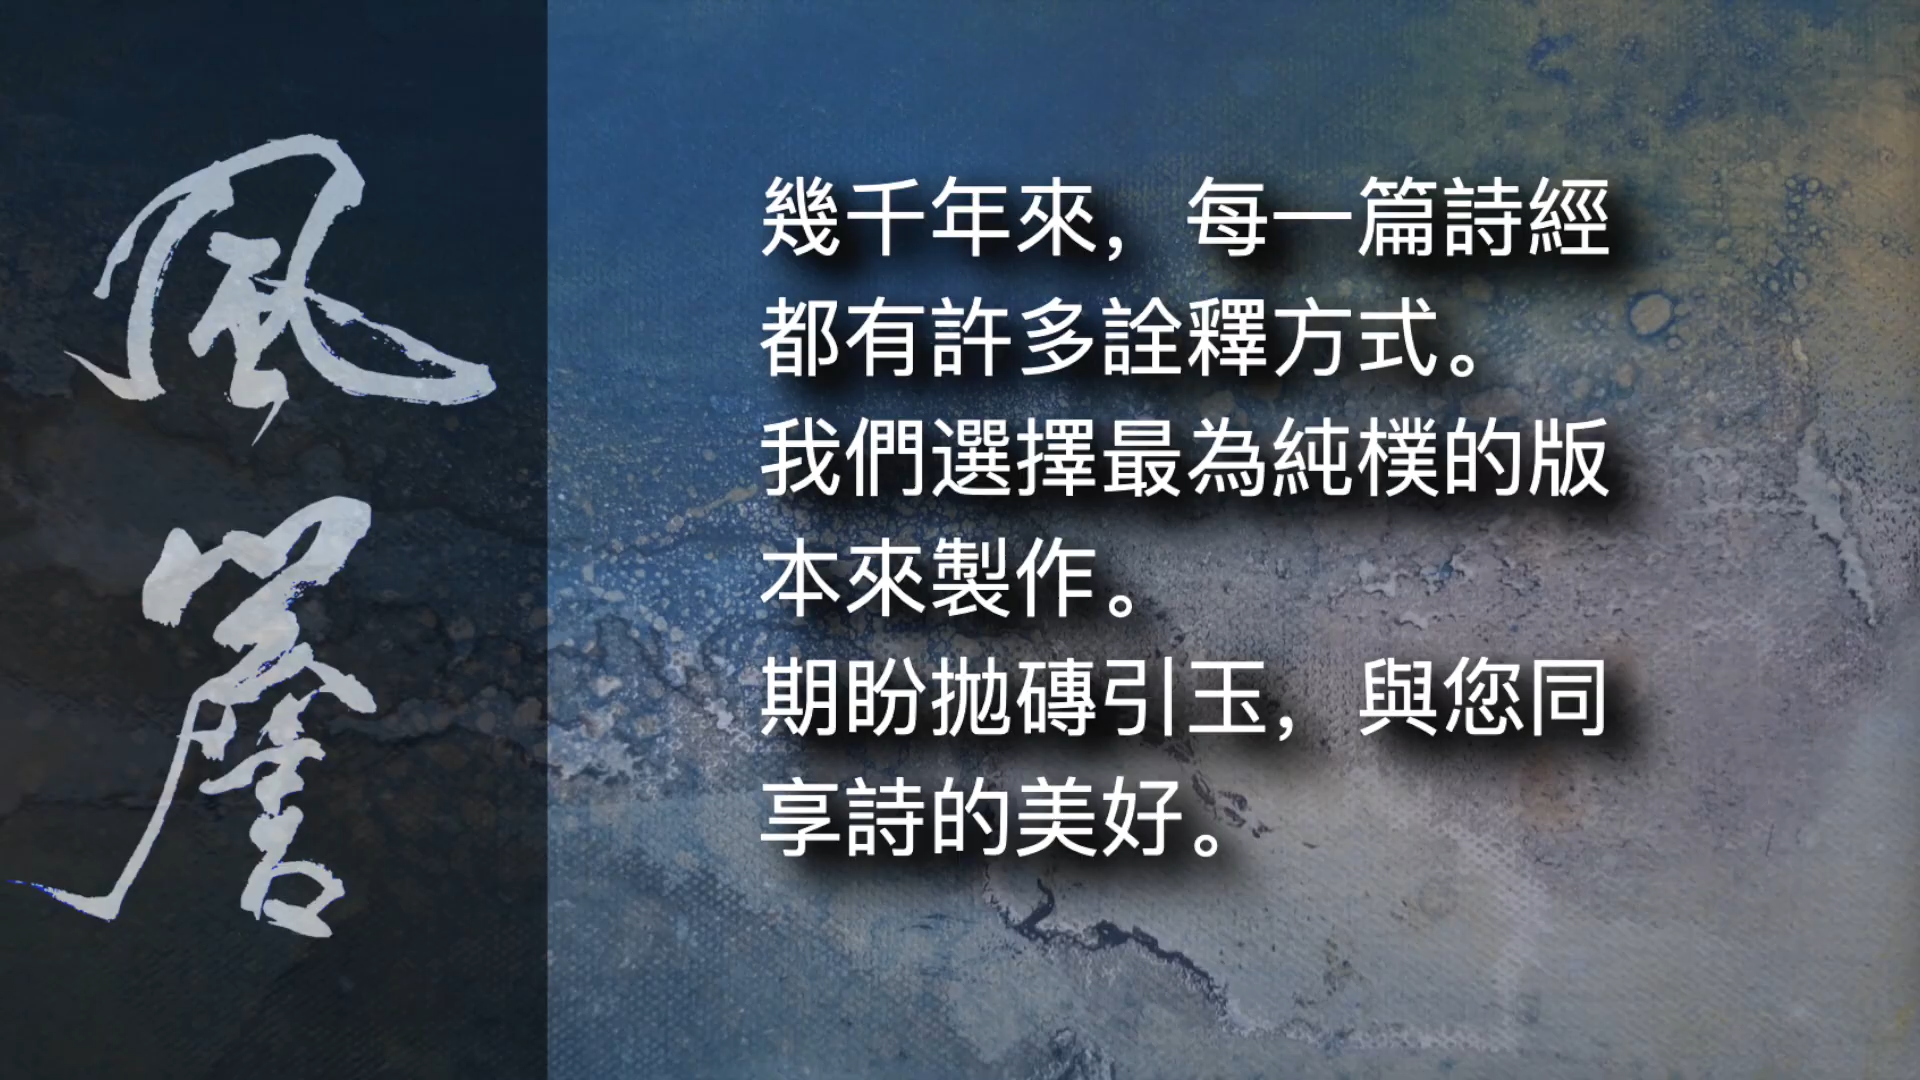 風
幾千年來，每一篇詩經
都有許多詮釋方式。
我們選擇最為純樸的版
本來製作。
期盼拋磚引玉，與您同
享詩的美好。